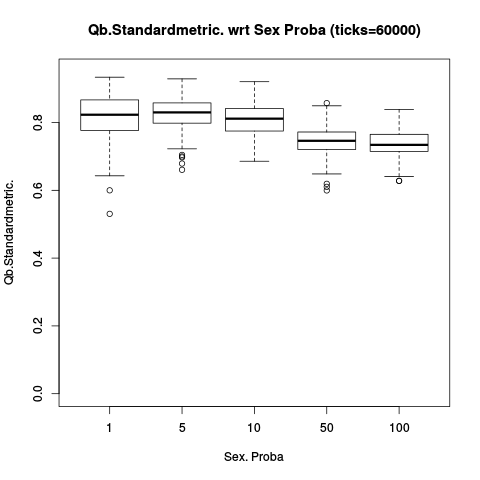 Qb.Standardmetric. wrt Sex Proba (ticks=60000)
Qb.Standardmetric.
0.8
0.6
0.4
0.2
0.0
1 5 10 50 100
Sex. Proba